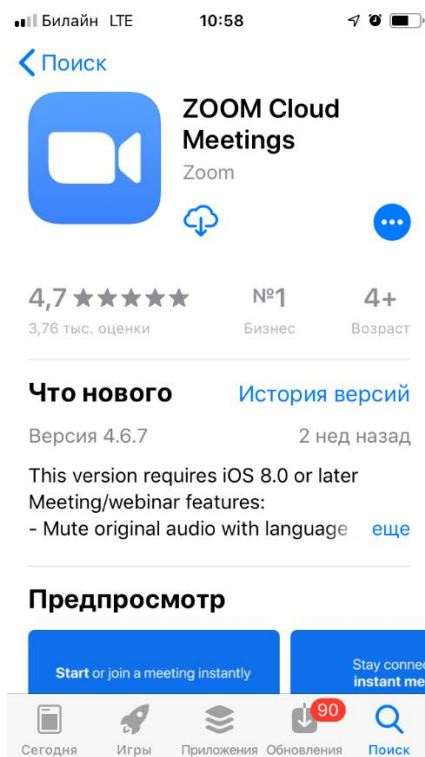 Билайн LTE 10:58
Поиск
ZOOM Cloud
Meetings
Zoom
4,7 №1 4+
3,76 тыс. оценки Бизнес Возраст
Что нового История версий
Версия 4.6.7 2 нед назад
This version requires iOS 8.0 or later
Meeting/webinar features:
- Mute original audio with language еще
Предпросмотр
Start or join a meeting instantly
Stay conne
instant me
90
Сегодня Игры Приложения Обновления Поиск